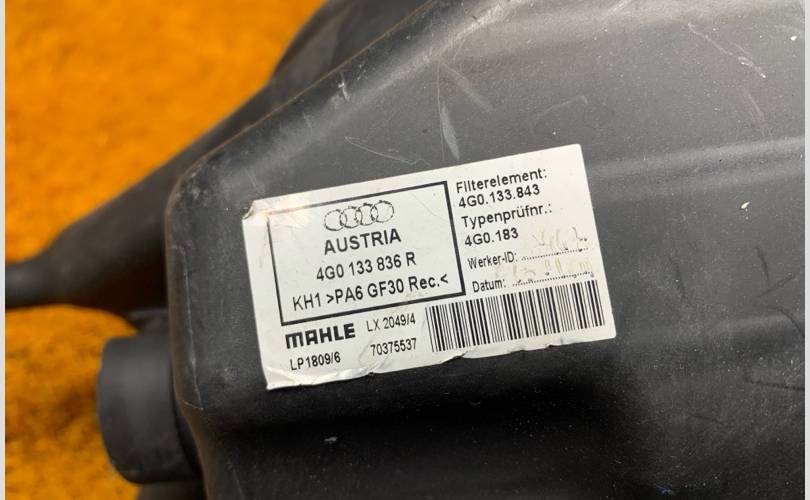 AUSTRIA
4G0 133 836 R
KH1 >PA6 GF30 Rec.<
MAHLE LX 2049/4
LP1809/6 70375537
Filterelement:
4G0.133.843
Typenprüfnr.:
4G0.183
Werker-ID:
Datum: